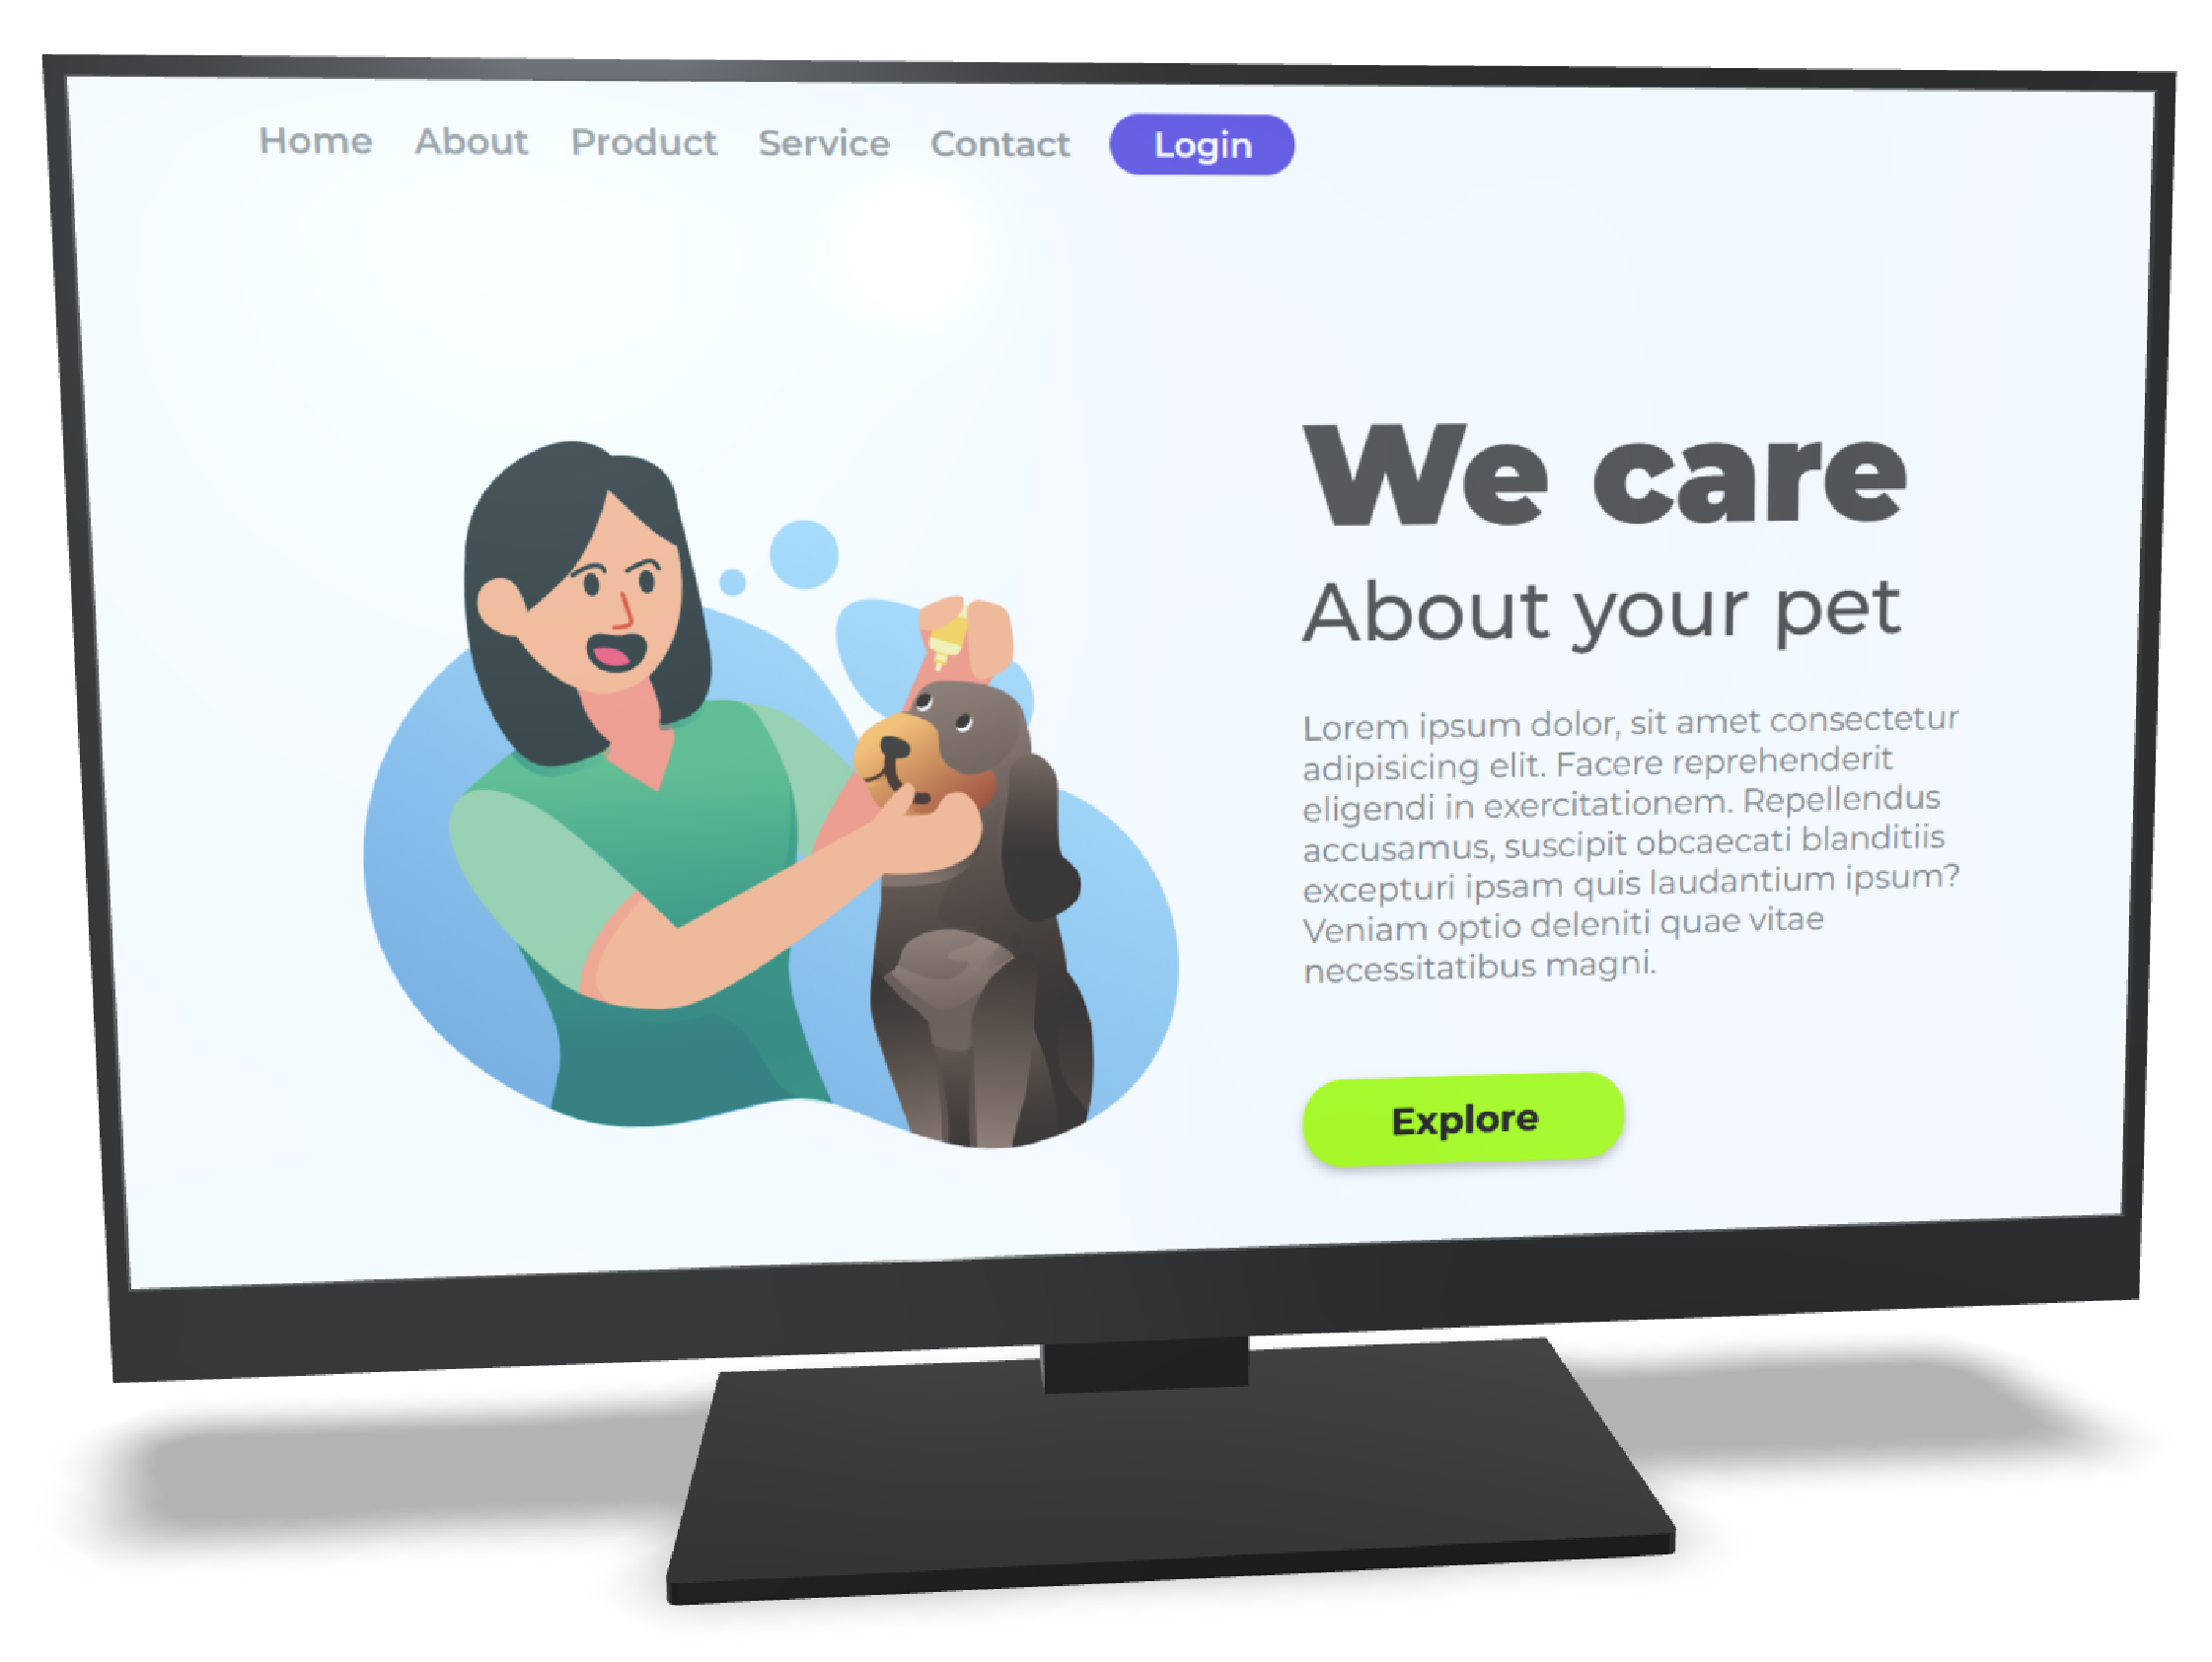 Home About Product Service Contact Login
We care
About your pet
Lorem ipsum dolor, sit amet consectetur
adipisicing elit. Facere reprehenderit
eligendi in exercitationem. Repellendus
accusamus, suscipit obcaecati blanditiis
excepturi ipsam quis laudantium ipsum?
Veniam optio deleniti quae vitae
necessitatibus magni.
Explore